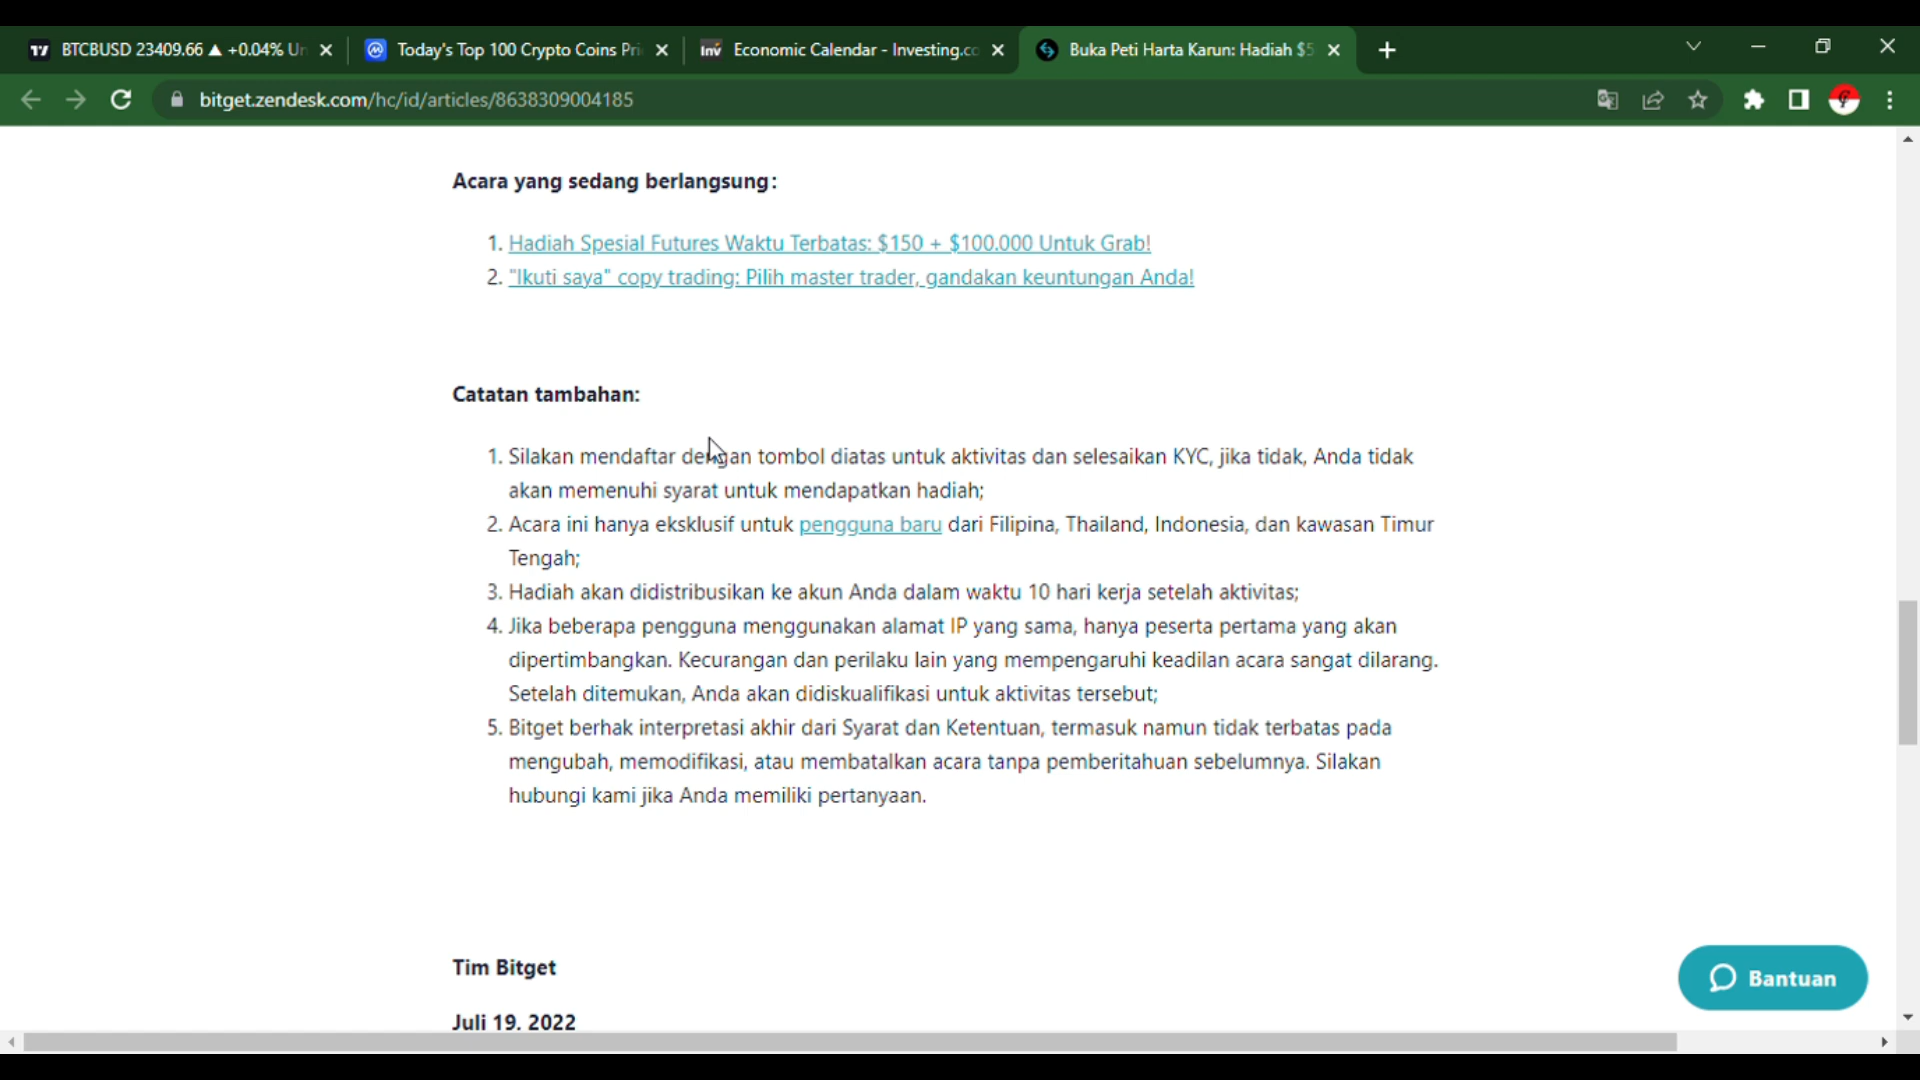 BTCBUSD 23409.66 ▲ +0.04% Un
Today's Top 100 Crypto Coins Pri
Inv Economic Calendar - Investing.co
Buka Peti Harta Karun: Hadiah $5
bitget.zendesk.com/hc/id/articles/8638309004185
Acara yang sedang berlangsung:
1. Hadiah Spesial Futures Waktu Terbatas: $150 + $100.000 Untuk Grab!
2. "Ikuti saya" copy trading: Pilih master trader, gandakan keuntungan Anda!
Catatan tambahan:
1. Silakan mendaftar dengan tombol diatas untuk aktivitas dan selesaikan KYC, jika tidak, Anda tidak
akan memenuhi syarat untuk mendapatkan hadiah;
2. Acara ini hanya eksklusif untuk pengguna baru dari Filipina, Thailand, Indonesia, dan kawasan Timur
Tengah;
3. Hadiah akan didistribusikan ke akun Anda dalam waktu 10 hari kerja setelah aktivitas;
4. Jika beberapa pengguna menggunakan alamat IP yang sama, hanya peserta pertama yang akan
dipertimbangkan. Kecurangan dan perilaku lain yang mempengaruhi keadilan acara sangat dilarang.
Setelah ditemukan, Anda akan didiskualifikasi untuk aktivitas tersebut;
5. Bitget berhak interpretasi akhir dari Syarat dan Ketentuan, termasuk namun tidak terbatas pada
mengubah, memodifikasi, atau membatalkan acara tanpa pemberitahuan sebelumnya. Silakan
hubungi kami jika Anda memiliki pertanyaan.
Tim Bitget
Bantuan
Juli 19, 2022